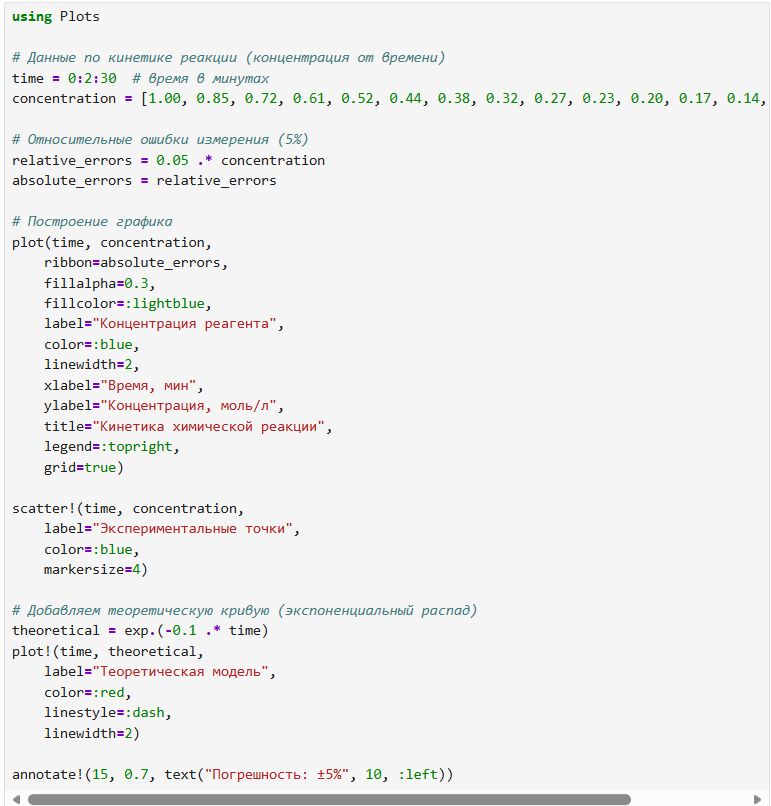 using Plots

# Данные по кинетике реакции (концентрация от времени)
time = 0:2:30  # время в минутах
concentration = [1.00, 0.85, 0.72, 0.61, 0.52, 0.44, 0.38, 0.32, 0.27, 0.23, 0.20, 0.17, 0.14,

# Относительные ошибки измерения (5%)
relative_errors = 0.05 .* concentration
absolute_errors = relative_errors

# Построение графика
plot(time, concentration,
    ribbon=absolute_errors,
    fillalpha=0.3,
    fillcolor=:lightblue,
    label="Концентрация реагента",
    color=:blue,
    linewidth=2,
    xlabel="Время, мин",
    ylabel="Концентрация, моль/л",
    title="Кинетика химической реакции",
    legend=:topright,
    grid=true)

scatter!(time, concentration,
    label="Экспериментальные точки",
    color=:blue,
    markersize=4)

# Добавляем теоретическую кривую (экспоненциальный распад)
theoretical = exp.(-0.1 .* time)
plot!(time, theoretical,
    label="Теоретическая модель",
    color=:red,
    linestyle=:dash,
    linewidth=2)

annotate!(15, 0.7, text("Погрешность: ±5%", 10, :left))